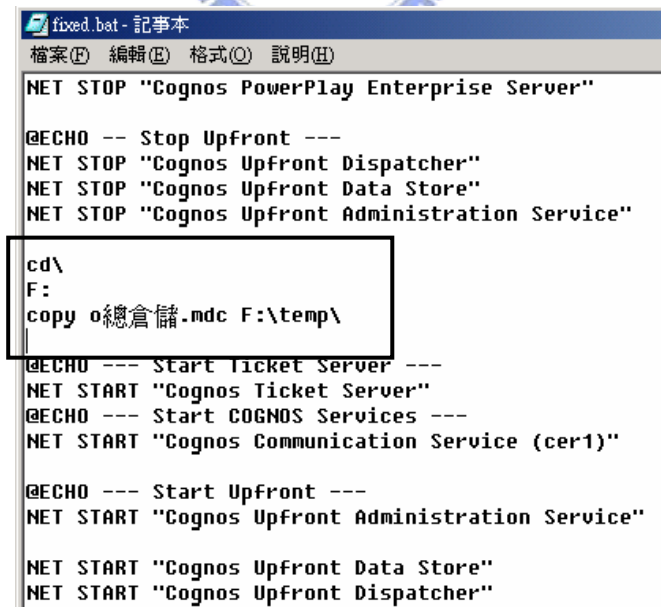 fixed.bat - 記事本
檔案(F) 編輯(E) 格式(O) 說明(H)
NET STOP "Cognos PowerPlay Enterprise Server"
@ECHO -- Stop Upfront ---
NET STOP "Cognos Upfront Dispatcher"
NET STOP "Cognos Upfront Data Store"
NET STOP "Cognos Upfront Administration Service"
cd\
F:
copy o總倉儲.mdc F:\temp\
@ECHO --- Start Ticket Server ---
NET START "Cognos Ticket Server"
@ECHO --- Start COGNOS Services ---
NET START "Cognos Communication Service (cer1)"
@ECHO --- Start Upfront ---
NET START "Cognos Upfront Administration Service"
NET START "Cognos Upfront Data Store"
NET START "Cognos Upfront Dispatcher"